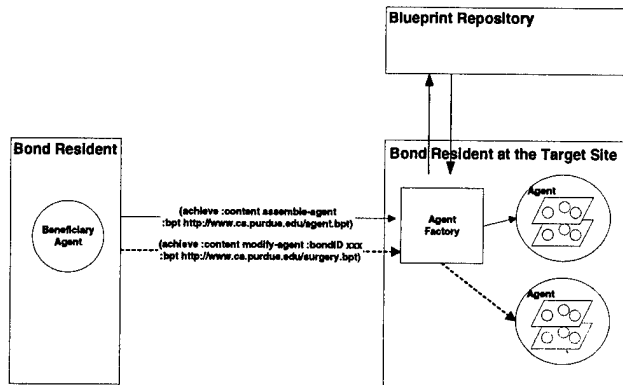 Blueprint Repository
Bond Resident
Bond Resident at the Target Site
Beneficiary
Agent
(achieve :content assemble-agent
:bpt http://www.ca.purdue.edu/agent.bpt)
(achieve :content modify-agent :bondID xxx
:bpt http://www.ca.purdue.edu/surgery.bpt)
Agent
Factory
Agent
Agent